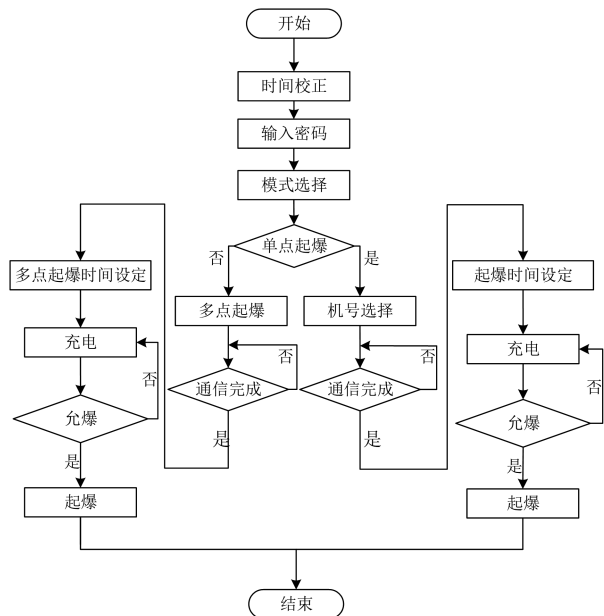 开始
时间校正
输入密码
模式选择
单点起爆
否
是
多点起爆时间设定
多点起爆
机号选择
起爆时间设定
充电
否
否
充电
通信完成
通信完成
否
否
允爆
允爆
是
是
是
是
起爆
起爆
结束